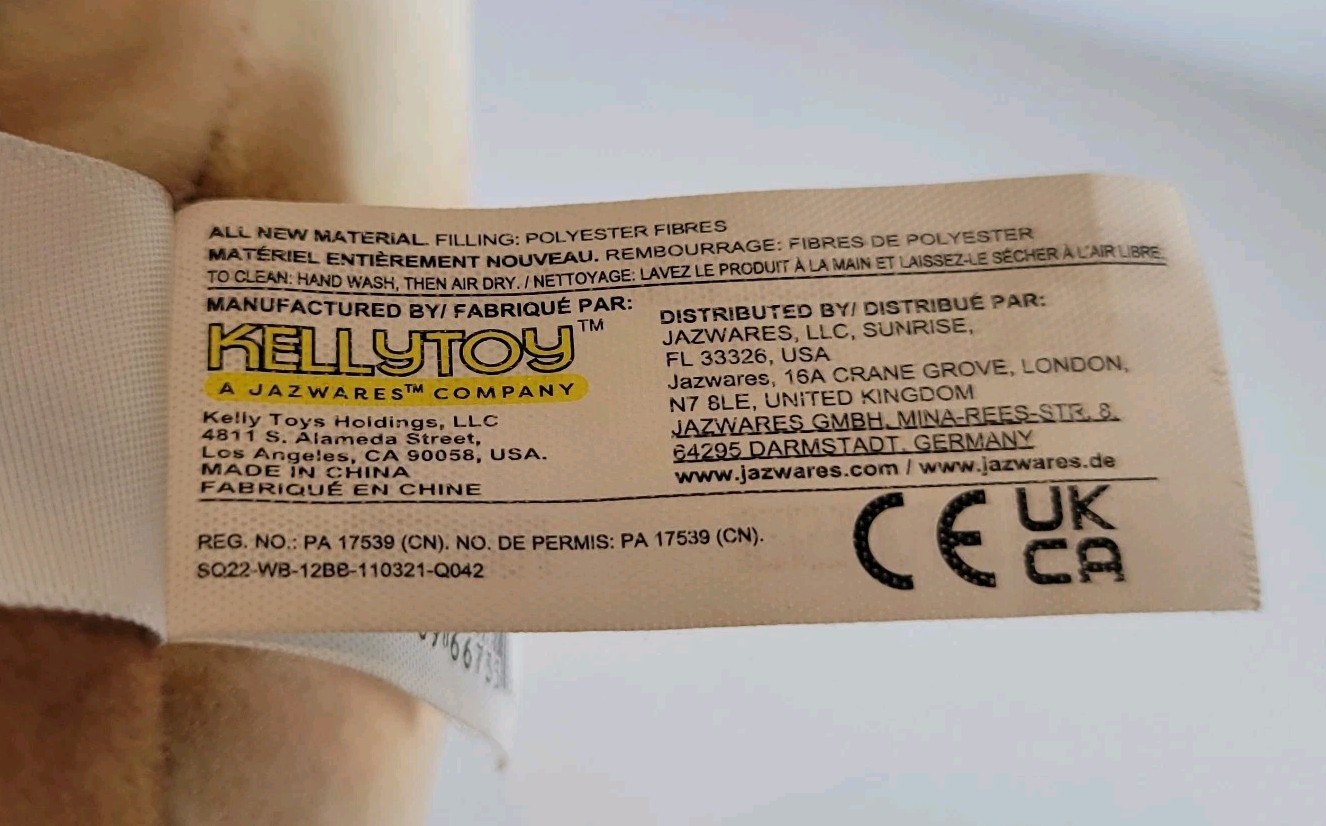 ALL NEW MATERIAL. FILLING: POLYESTER FIBRES
MATÉRIEL ENTIÈREMENT NOUVEAU. REMBOURRAGE: FIBRES DE POLYESTER
TO CLEAN: HAND WASH, THEN AIR DRY. / NETTOYAGE: LAVEZ LE PRODUIT À LA MAIN ET LAISSEZ-LE SÉCHER À L'AIR LIBRE.
MANUFACTURED BY/ FABRIQUÉ PAR:
KELLYTOY™
A JAZWARES™ COMPANY
Kelly Toys Holdings, LLC
4811 S. Alameda Street,
Los Angeles, CA 90058, USA.
MADE IN CHINA
FABRIQUÉ EN CHINE
DISTRIBUTED BY/ DISTRIBUÉ PAR:
JAZWARES, LLC, SUNRISE,
FL 33326, USA
Jazwares, 16A CRANE GROVE, LONDON,
N7 8LE, UNITED KINGDOM
JAZWARES GMBH, MINA-REES-STR. 8,
64295 DARMSTADT, GERMANY
www.jazwares.com / www.jazwares.de
REG. NO.: PA 17539 (CN). NO. DE PERMIS: PA 17539 (CN).
SQ22-WB-12BB-110321-Q042
CE
UK
CA